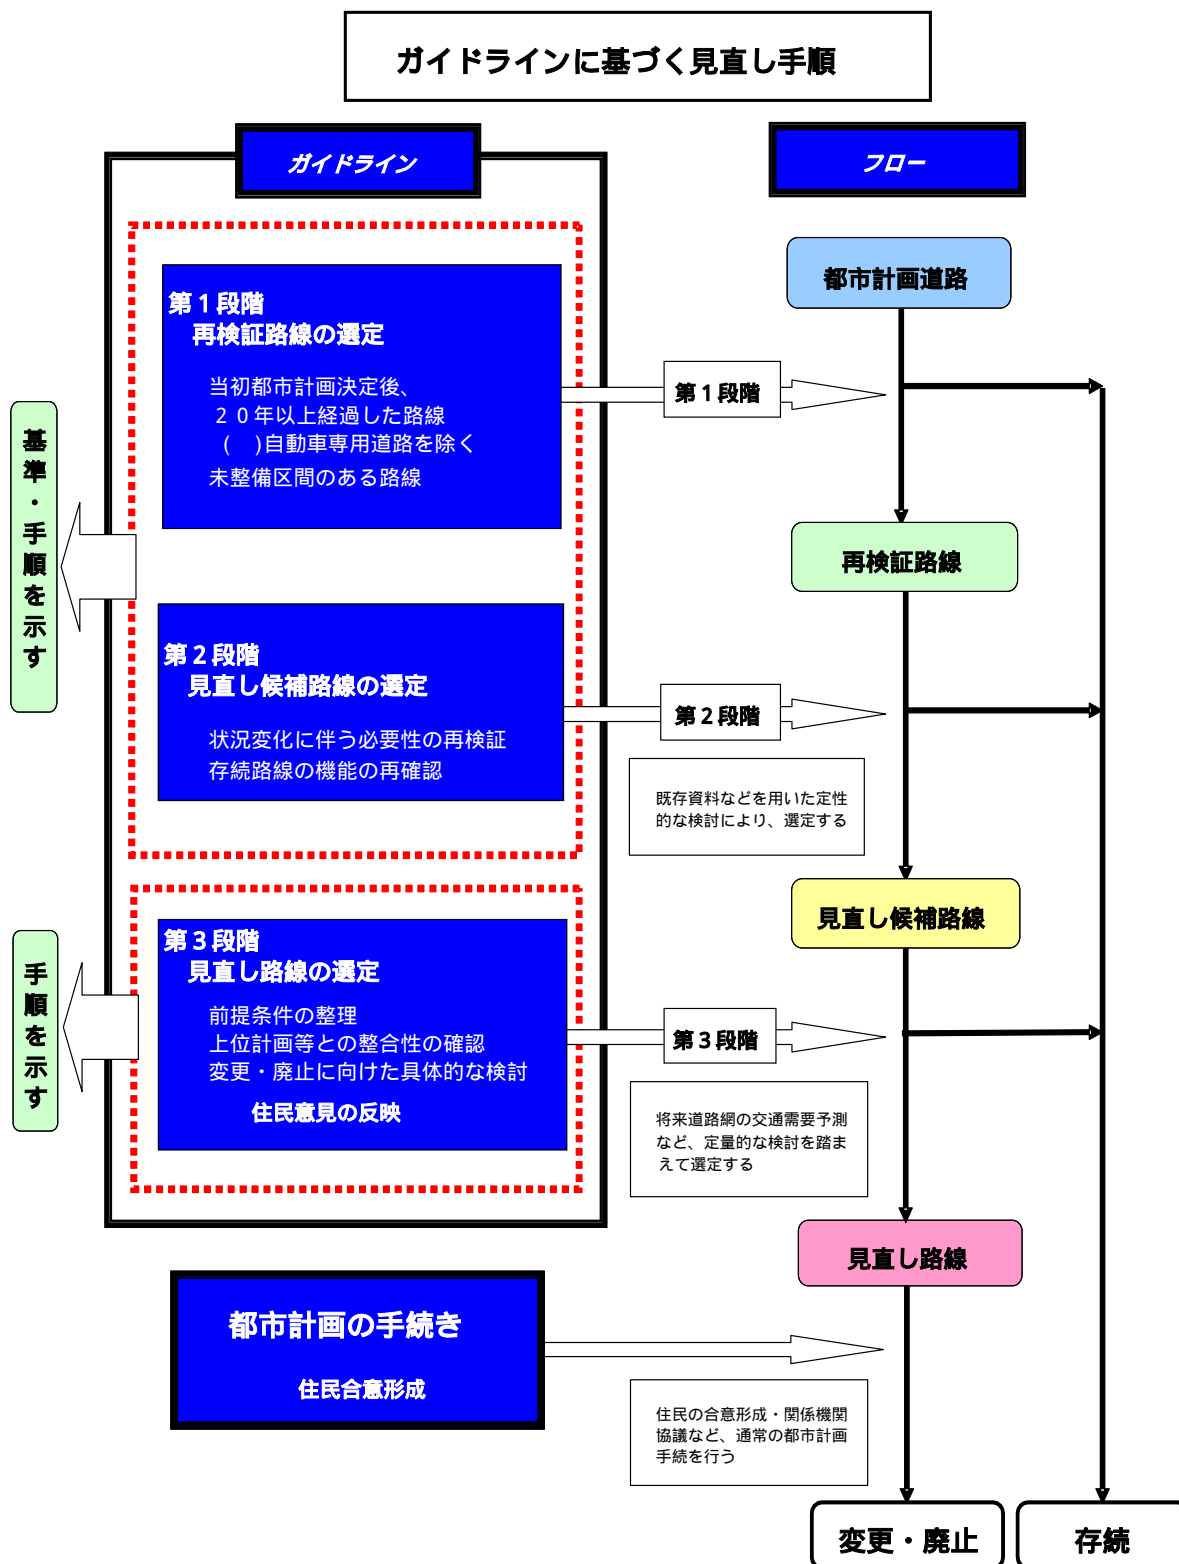 ガイドラインに基づく見直し手順
ガイドライン
フロー
第1段階
再検証路線の選定
当初都市計画決定後、
20年以上経過した路線
(　)自動車専用道路を除く
未整備区間のある路線
第2段階
見直し候補路線の選定
状況変化に伴う必要性の再検証
存続路線の機能の再確認
基準・手順を示す
第3段階
見直し路線の選定
前提条件の整理
上位計画等との整合性の確認
変更・廃止に向けた具体的な検討
住民意見の反映
手順を示す
都市計画の手続き
住民合意形成
都市計画道路
第1段階
再検証路線
第2段階
既存資料などを用いた定性
的な検討により、選定する
見直し候補路線
第3段階
将来道路網の交通需要予測
など、定量的な検討を踏ま
えて選定する
見直し路線
住民の合意形成・関係機関
協議など、通常の都市計画
手続を行う
変更・廃止
存続